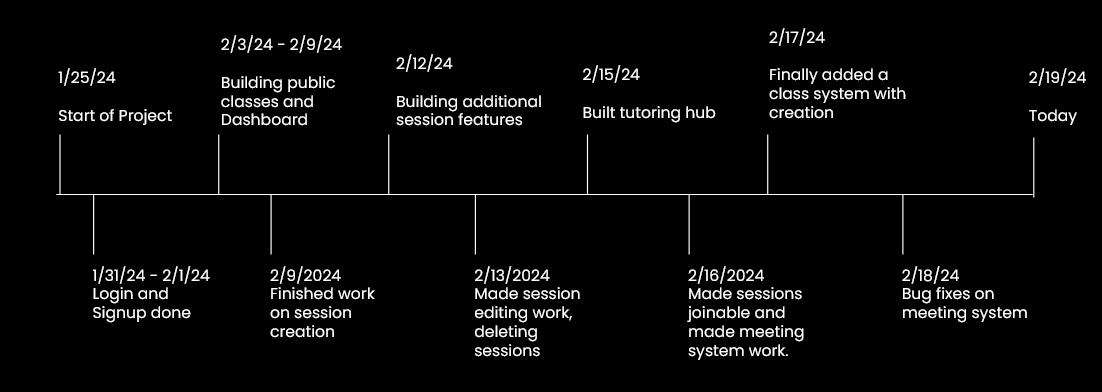 1/25/24
Start of Project
2/3/24 - 2/9/24
Building public
classes and
Dashboard
2/12/24
Building additional
session features
2/15/24
Built tutoring hub
2/17/24
Finally added a
class system with
creation
2/19/24
Today
1/31/24 - 2/1/24
Login and
Signup done
2/9/2024
Finished work
on session
creation
2/13/2024
Made session
editing work,
deleting
sessions
2/16/2024
Made sessions
joinable and
made meeting
system work.
2/18/24
Bug fixes on
meeting system